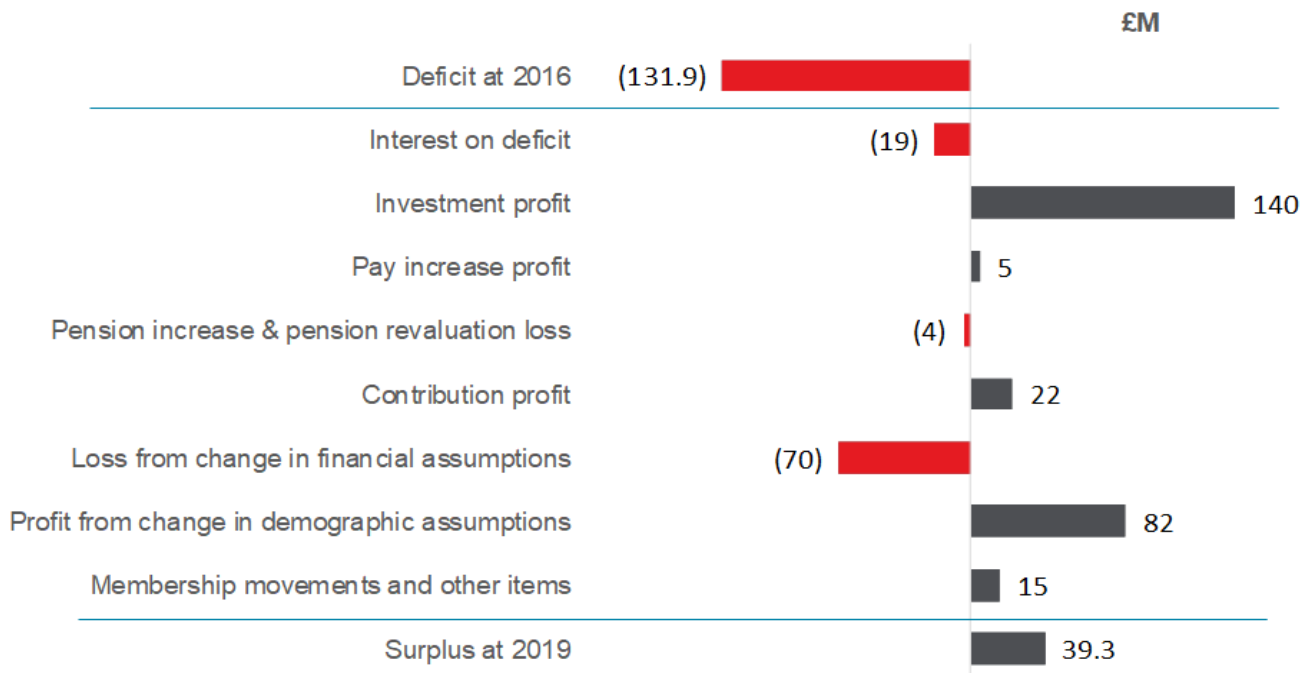 £M
Deficit at 2016 (131.9)
Interest on deficit (19)
Investment profit 140
Pay increase profit 5
Pension increase & pension revaluation loss (4)
Contribution profit 22
Loss from change in financial assumptions (70)
Profit from change in demographic assumptions 82
Membership movements and other items 15
Surplus at 2019 39.3